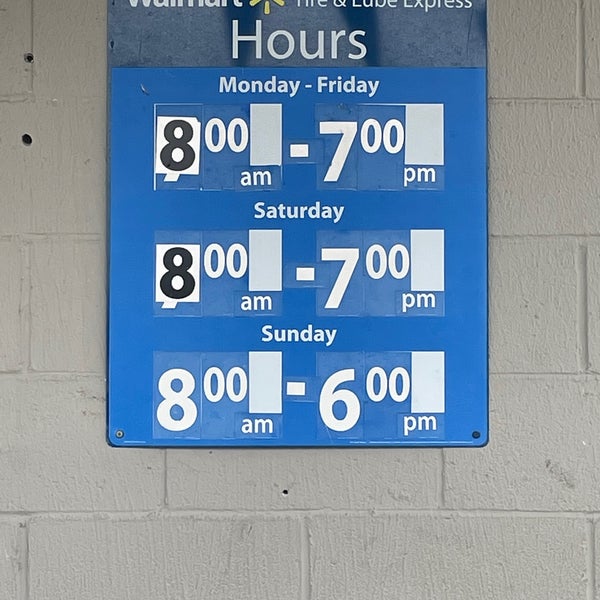 Walmart Tire & Lube Express
Hours
Monday - Friday
8 00 am - 7 00 pm
Saturday
8 00 am - 7 00 pm
Sunday
8 00 am - 6 00 pm